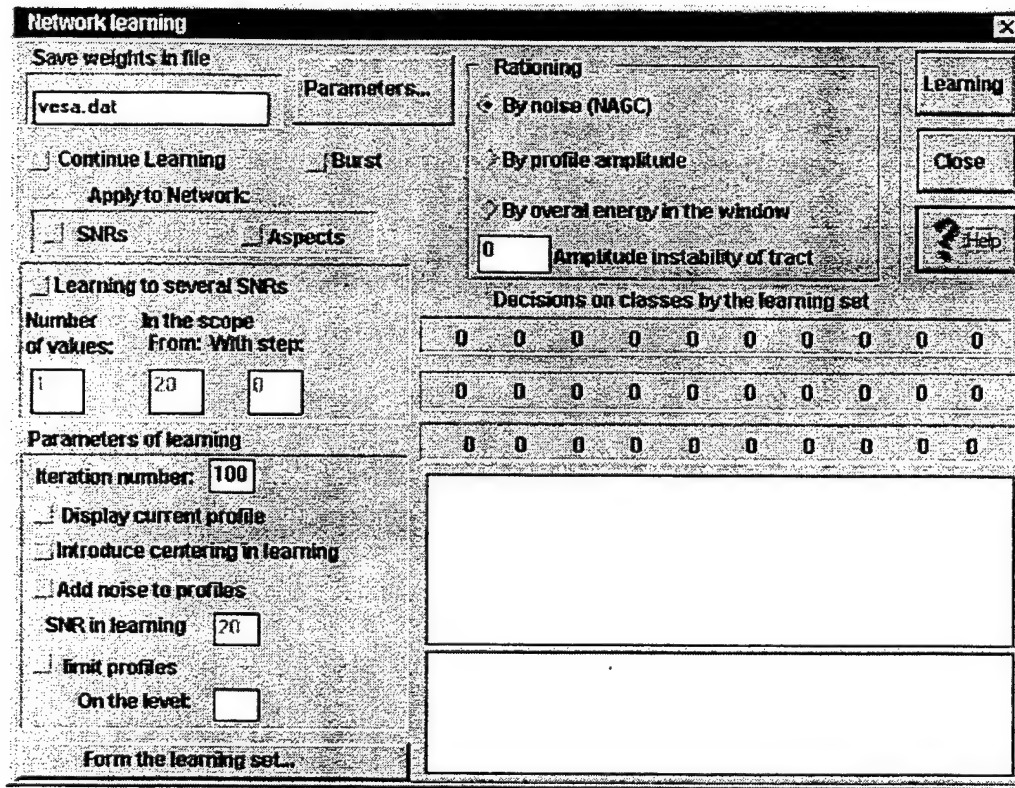 Network learning
Save weights in file
vesa.dat
Parameters...
Continue Learning
Burst
Apply to Network:
SNRs
Aspects
Learning to several SNRs
Number of values:
In the scope
From: With step:
1
20
0
Parameters of learning
Iteration number: 100
Display current profile
Introduce centering in learning
Add noise to profiles
SNR in learning 20
limit profiles
On the level:
Form the learning set...
Rationing
By noise (NAGC)
By profile amplitude
By overal energy in the window
0 Amplitude instability of tract
Learning
Close
Help
Decisions on classes by the learning set
0 0 0 0 0 0 0 0 0 0
0 0 0 0 0 0 0 0 0 0
0 0 0 0 0 0 0 0 0 0